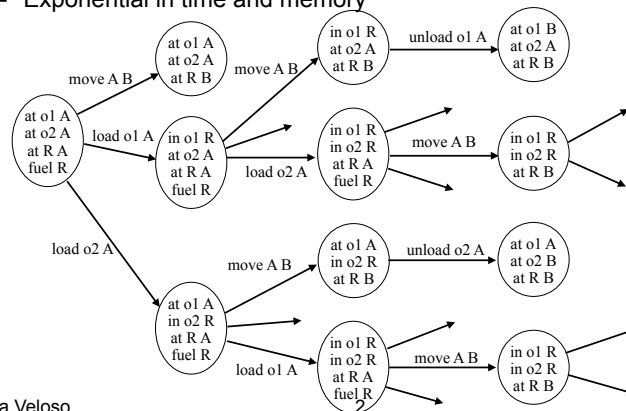 - Exponential in time and memory
at o1 A
at o2 A
at R B
in o1 R
at o2 A
at R B
unload o1 A
at o1 B
at o2 A
at R B
move A B
move A B
at o1 A
at o2 A
at R A
fuel R
load o1 A
in o1 R
at o2 A
at R A
fuel R
load o2 A
in o1 R
in o2 R
at R A
fuel R
move A B
in o1 R
in o2 R
at R B
load o2 A
move A B
at o1 A
in o2 R
at R B
unload o2 A
at o1 A
at o2 B
at R B
at o1 A
in o2 R
at R A
fuel R
load o1 A
in o1 R
in o2 R
at R A
fuel R
move A B
in o1 R
in o2 R
at R B
a Veloso
2